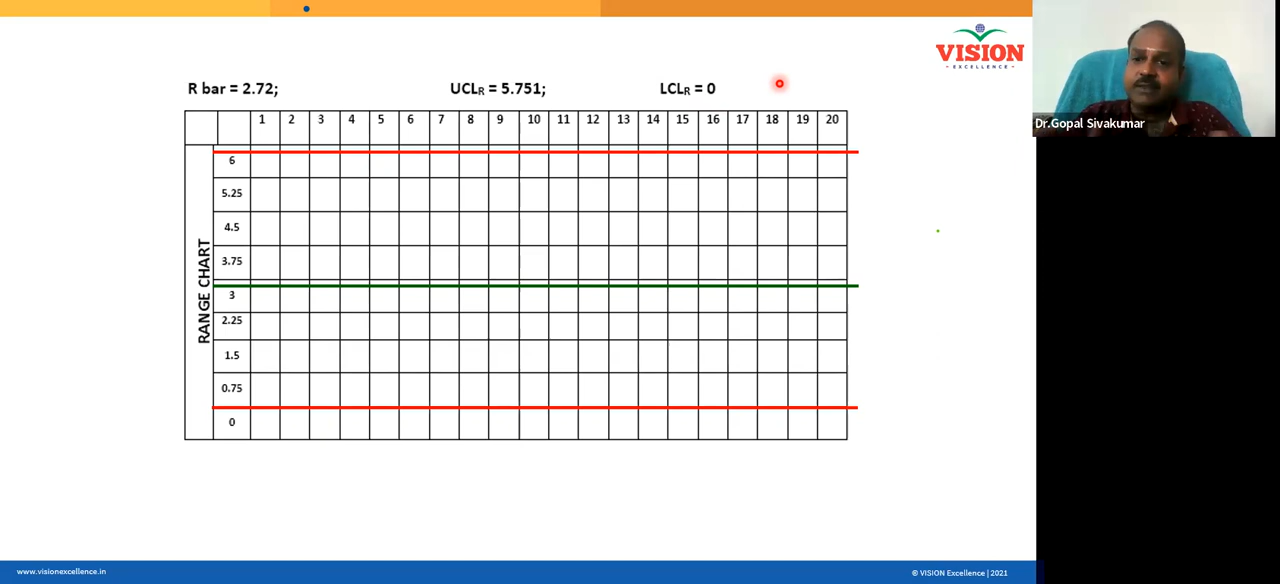 VISION
- EXCELLENCE -
Dr.Gopal Sivakumar
R bar = 2.72; UCLR = 5.751; LCLR = 0
1 2 3 4 5 6 7 8 9 10 11 12 13 14 15 16 17 18 19 20
RANGE CHART
6
5.25
4.5
3.75
3
2.25
1.5
0.75
0
www.visionexcellence.in
© VISION Excellence | 2021